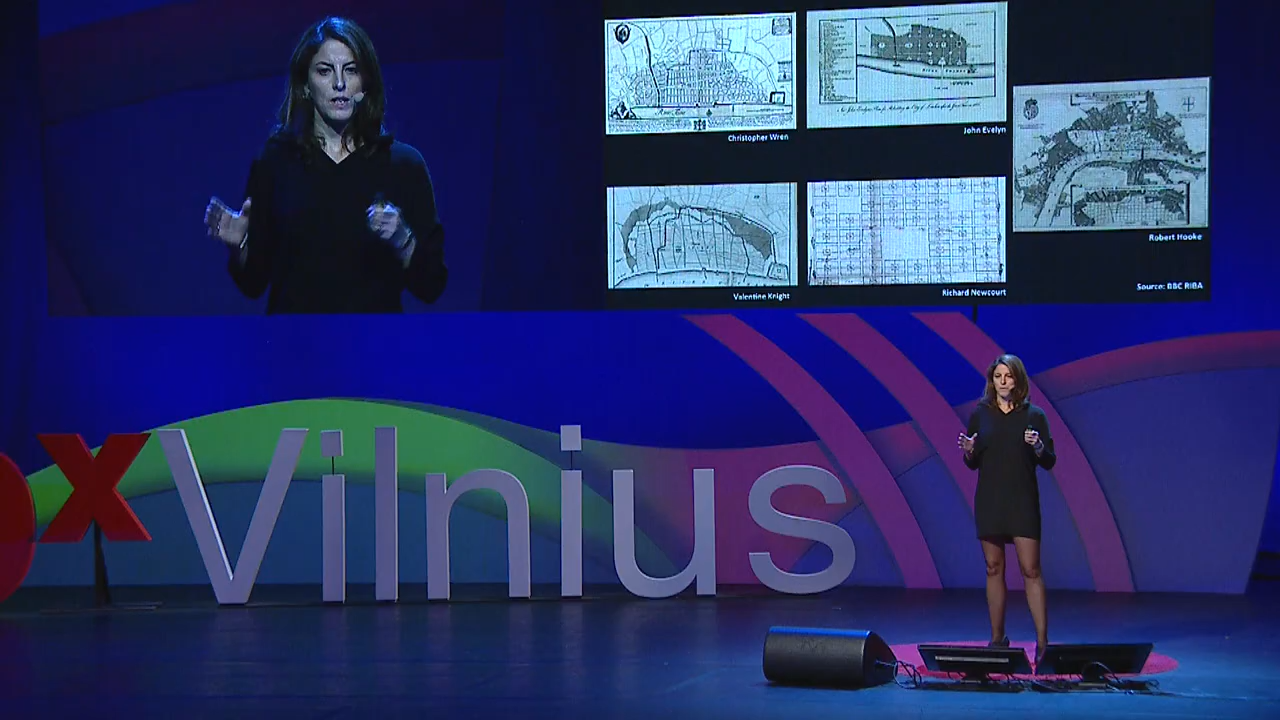 Christopher Wren
John Evelyn
Robert Hooke
Valentine Knight
Richard Newcourt
Source: BBC RIBA
x Vilnius